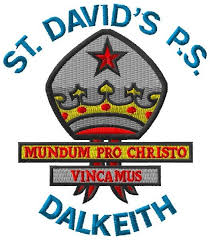 ST. DAVID'S P.S.
MUNDUM PRO CHRISTO
VINCAMUS
DALKEITH